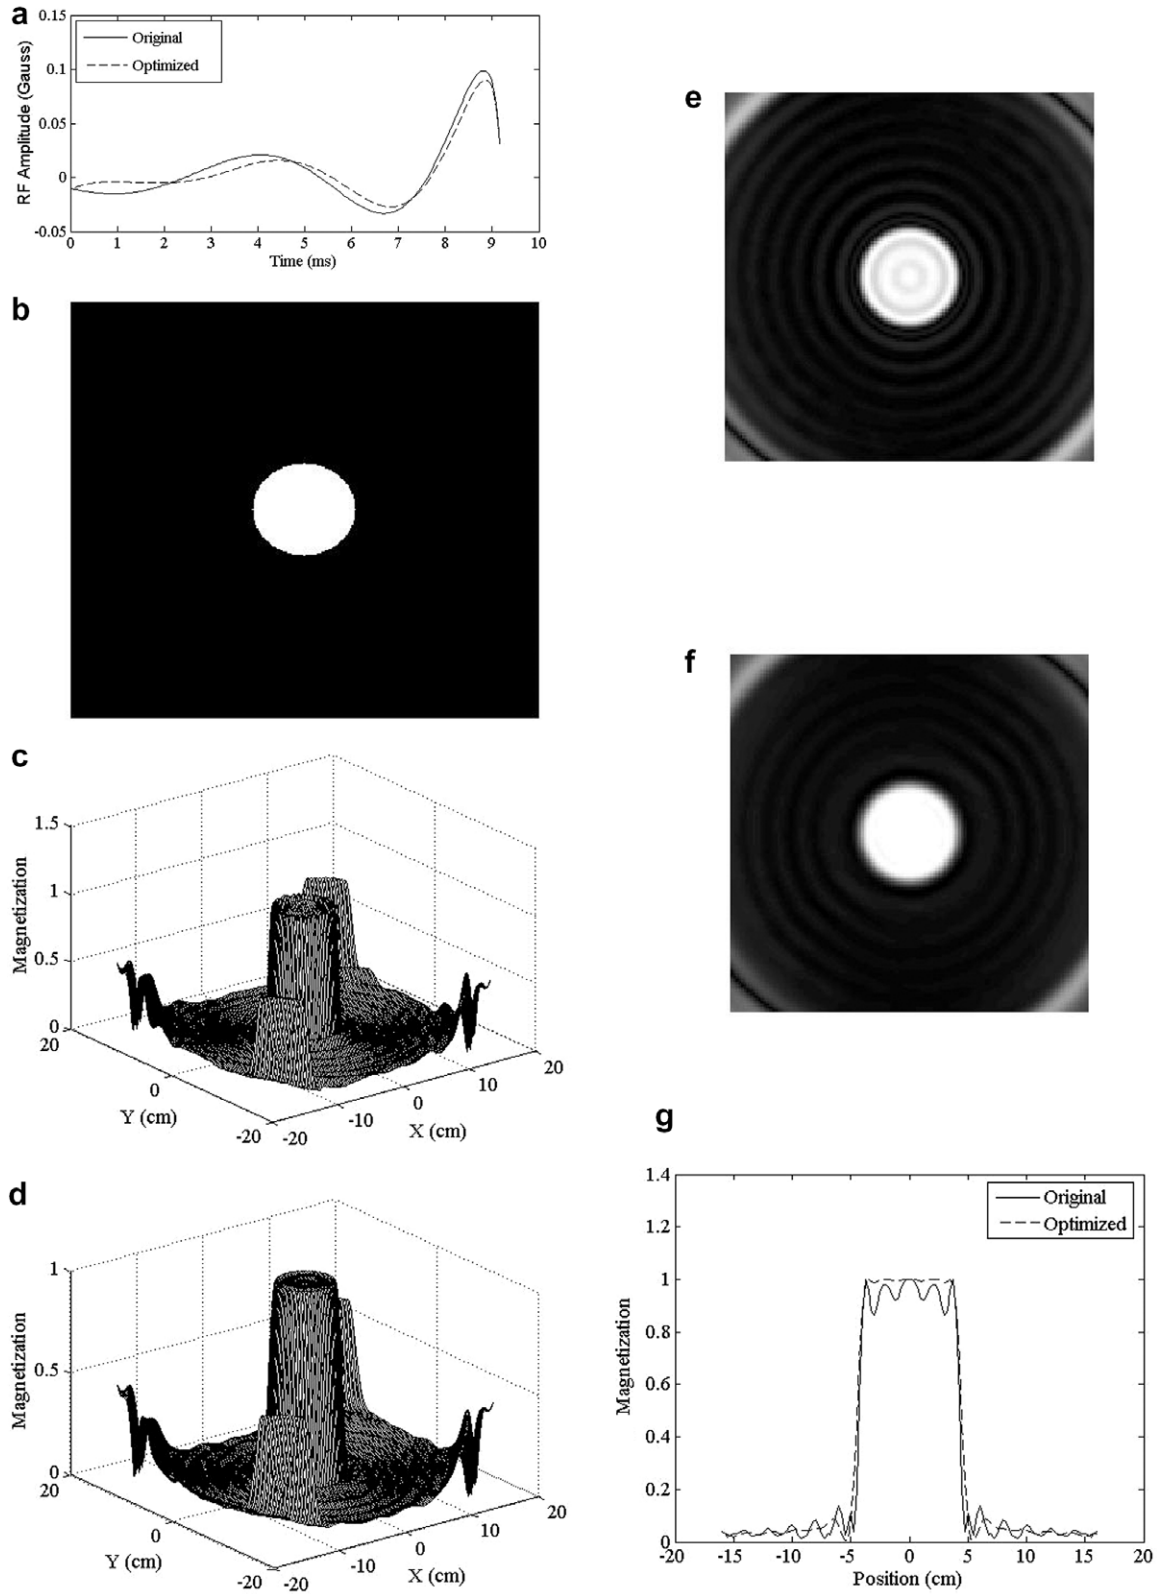 a
0.15
0.1
0.05
0
-0.05
RF Amplitude (Gauss)
Original
Optimized
0 1 2 3 4 5 6 7 8 9 10
Time (ms)
b
c
1.5
1
0.5
0
Magnetization
20
0
-20
Y (cm)
-20
-10
0
10
20
X (cm)
d
1
0.5
0
Magnetization
20
0
-20
Y (cm)
-20
-10
0
10
20
X (cm)
e
f
g
1.4
1.2
1
0.8
0.6
0.4
0.2
0
Magnetization
Original
Optimized
-20 -15 -10 -5 0 5 10 15 20
Position (cm)